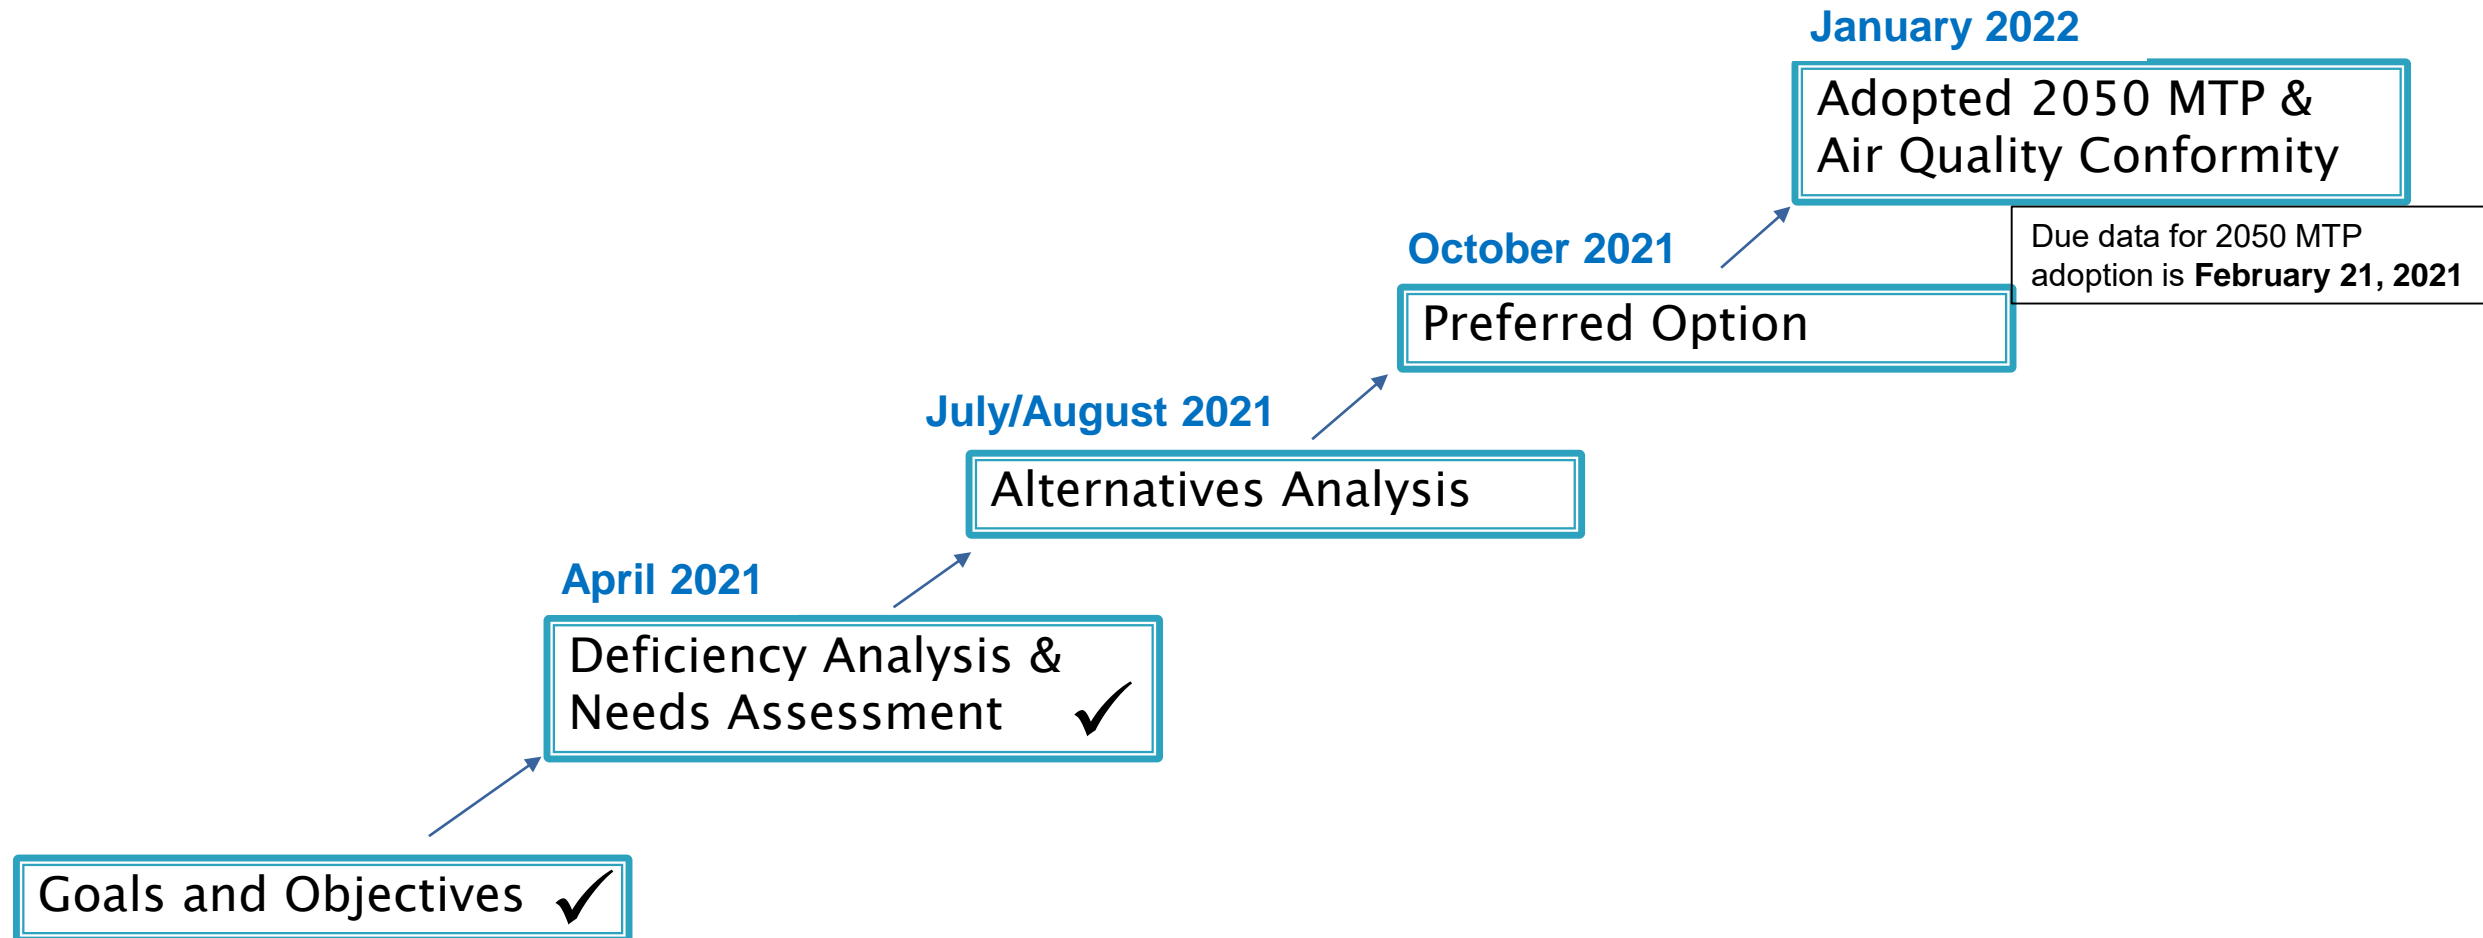 January 2022
Adopted 2050 MTP &
Air Quality Conformity
Due data for 2050 MTP
adoption is February 21, 2021
October 2021
Preferred Option
July/August 2021
Alternatives Analysis
April 2021
Deficiency Analysis &
Needs Assessment ✓
Goals and Objectives ✓